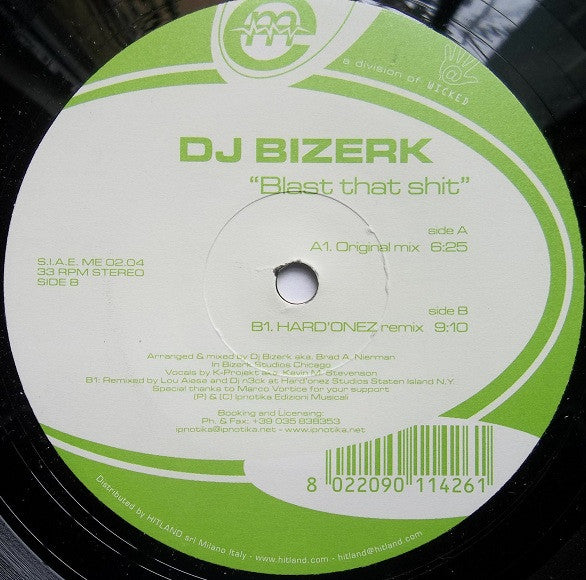 me
a division of WICKED
DJ BIZERK
"Blast that shit"
side A
A1. Original mix 6:25
S.I.A.E. ME 02.04
33 RPM STEREO
SIDE B
side B
B1. HARD'ONEZ remix 9:10
Arranged & mixed by Dj Bizerk aka. Brad A. Nierman
in Bizerk Studios Chicago
Vocals by K-Projekt aka. Kevin M. Stevenson
B1: Remixed by Lou Aiese and Dj n3ck at Hard'onez Studios Staten Island N.Y.
Special thanks to Marco Vortice for your support
(P) & (C) Ipnotika Edizioni Musicali
Booking and Licensing:
Ph. & Fax: +39 035 838353
ipnotika@ipnotika.net - www.ipnotika.net
8 022090 114261
Distributed by HITLAND srl Milano Italy - www.hitland.com - hitland@hitland.com